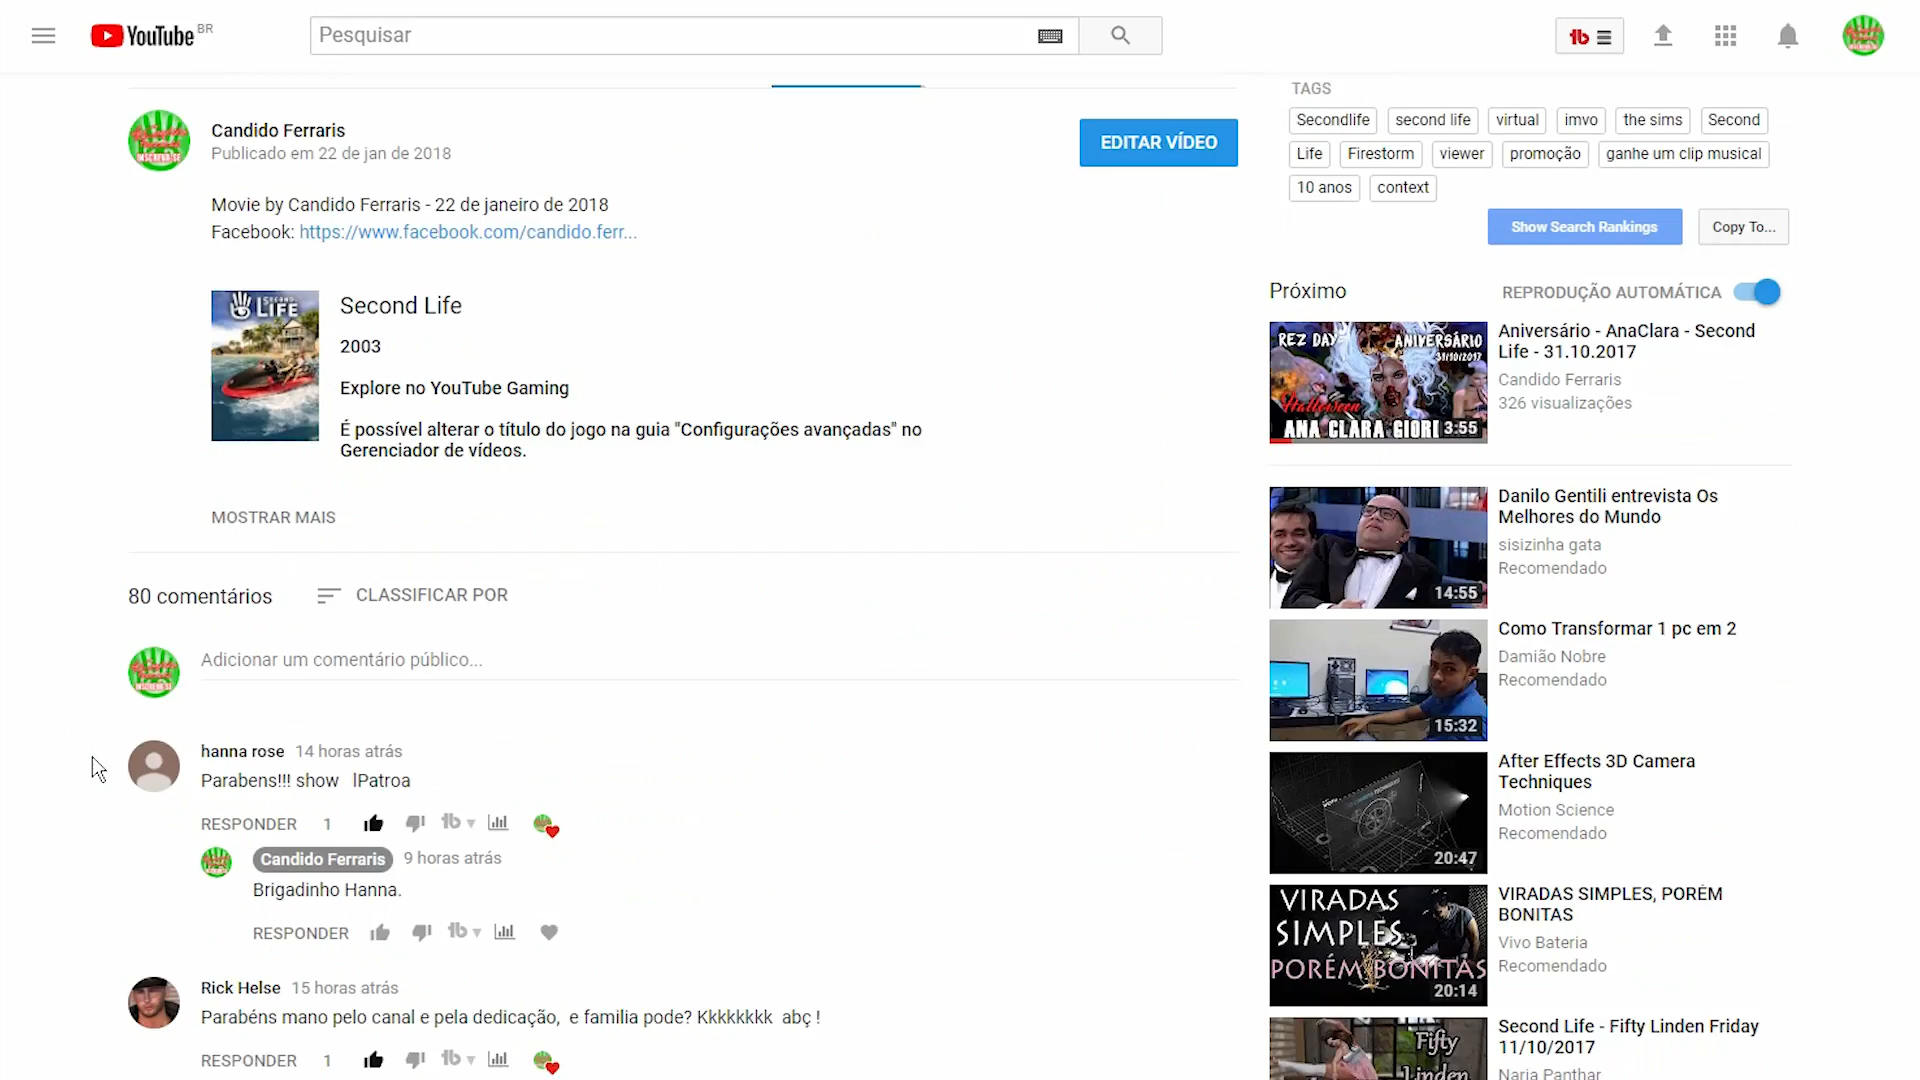 YouTube BR
Pesquisar
Candido Ferraris
Publicado em 22 de jan de 2018
EDITAR VÍDEO
Movie by Candido Ferraris - 22 de janeiro de 2018
Facebook: https://www.facebook.com/candido.ferr...
SECOND LIFE
Second Life
2003
Explore no YouTube Gaming
É possível alterar o título do jogo na guia "Configurações avançadas" no
Gerenciador de vídeos.
MOSTRAR MAIS
80 comentários
CLASSIFICAR POR
INSCREVA-SE
Adicionar um comentário público...
hanna rose 14 horas atrás
Parabens!!! show lPatroa
RESPONDER 1
Candido Ferraris 9 horas atrás
Brigadinho Hanna.
RESPONDER
Rick Helse 15 horas atrás
Parabéns mano pelo canal e pela dedicação, e familia pode? Kkkkkkkk abç !
RESPONDER 1
TAGS
Secondlife second life virtual imvo the sims Second
Life Firestorm viewer promoção ganhe um clip musical
10 anos context
Show Search Rankings Copy To...
Próximo
REPRODUÇÃO AUTOMÁTICA
REZ DAY ANIVERSÁRIO
31/10/2017
Halloween
ANA CLARA GIORI 3:55
Aniversário - AnaClara - Second
Life - 31.10.2017
Candido Ferraris
326 visualizações
14:55
Danilo Gentili entrevista Os
Melhores do Mundo
sisizinha gata
Recomendado
15:32
Como Transformar 1 pc em 2
Damião Nobre
Recomendado
20:47
After Effects 3D Camera
Techniques
Motion Science
Recomendado
VIRADAS
SIMPLES,
PORÉM BONITAS
20:14
VIRADAS SIMPLES, PORÉM
BONITAS
Vivo Bateria
Recomendado
Fifty
Linden
Second Life - Fifty Linden Friday
11/10/2017
Naria Panthar